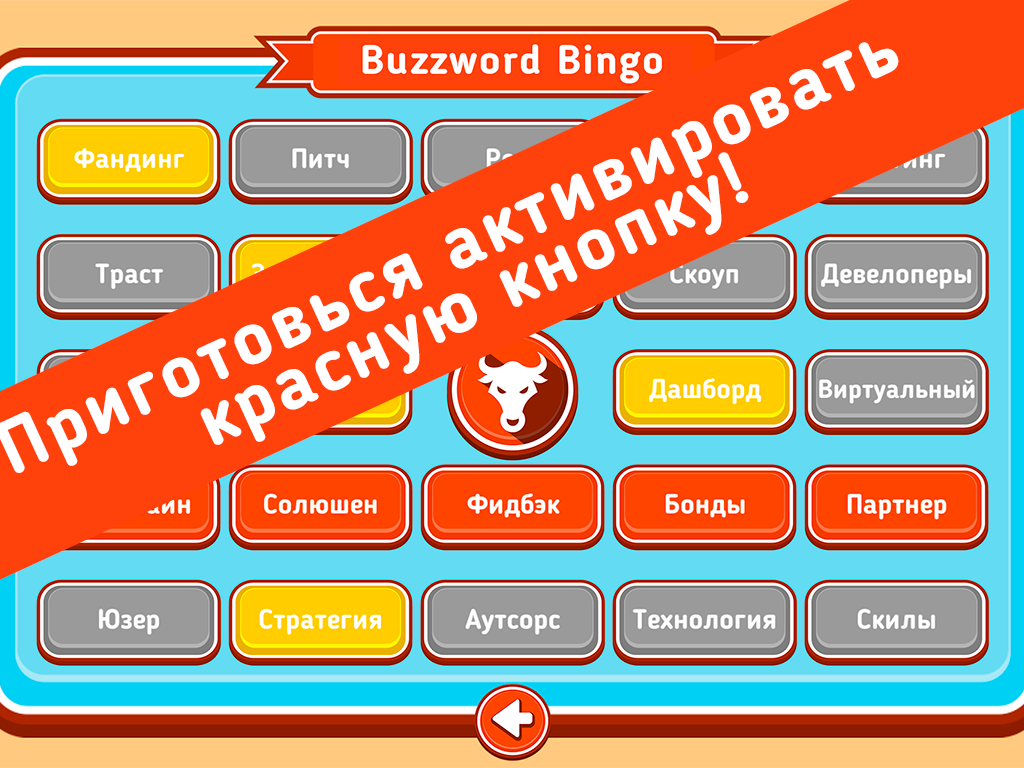 Buzzword Bingo
Приготовься активировать
красную кнопку!
Фандинг
Питч
Траст
Скоуп
Девелоперы
Дашборд
Виртуальный
Солюшен
Фидбэк
Бонды
Партнер
Юзер
Стратегия
Аутсорс
Технология
Скилы